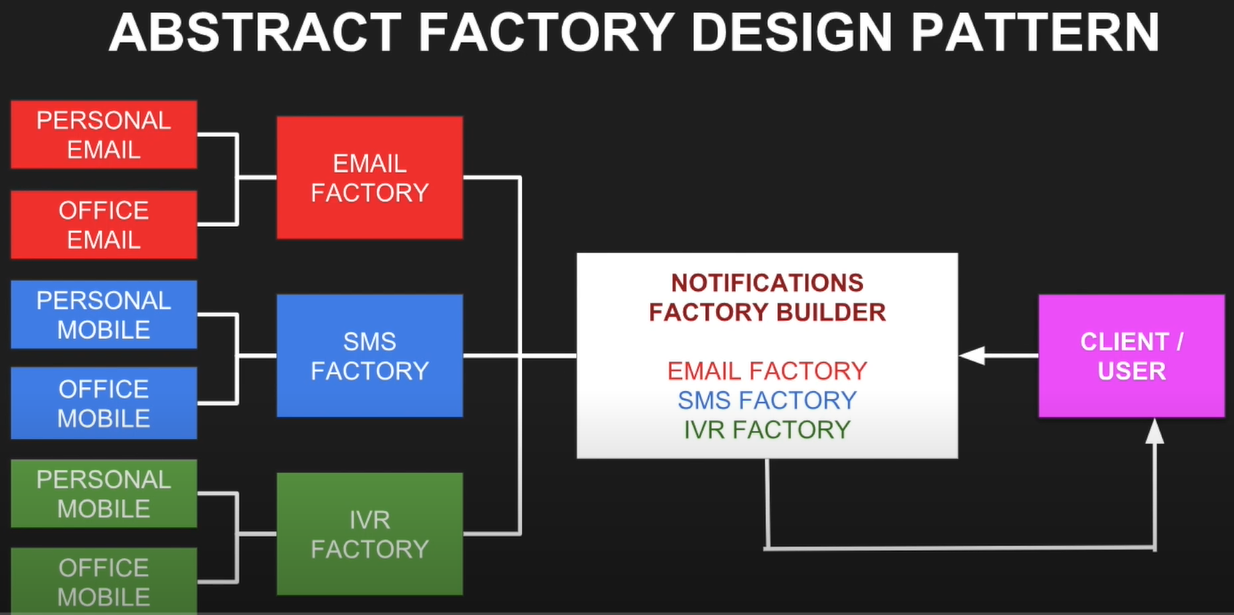 ABSTRACT FACTORY DESIGN PATTERN
PERSONAL
EMAIL
OFFICE
EMAIL
EMAIL
FACTORY
PERSONAL
MOBILE
OFFICE
MOBILE
SMS
FACTORY
PERSONAL
MOBILE
OFFICE
MOBILE
IVR
FACTORY
NOTIFICATIONS
FACTORY BUILDER
EMAIL FACTORY
SMS FACTORY
IVR FACTORY
CLIENT /
USER